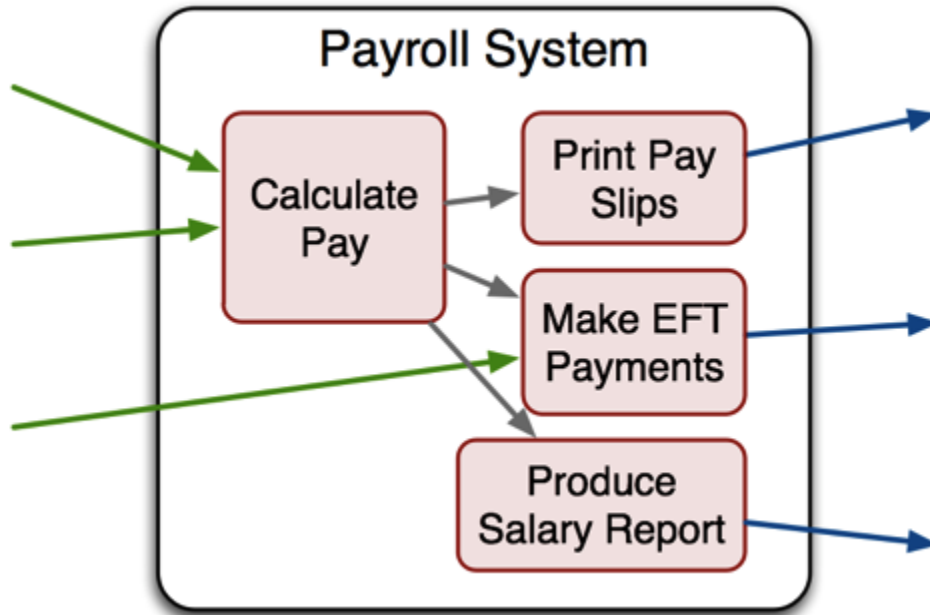 Payroll System
Calculate
Pay
Print Pay
Slips
Make EFT
Payments
Produce
Salary Report